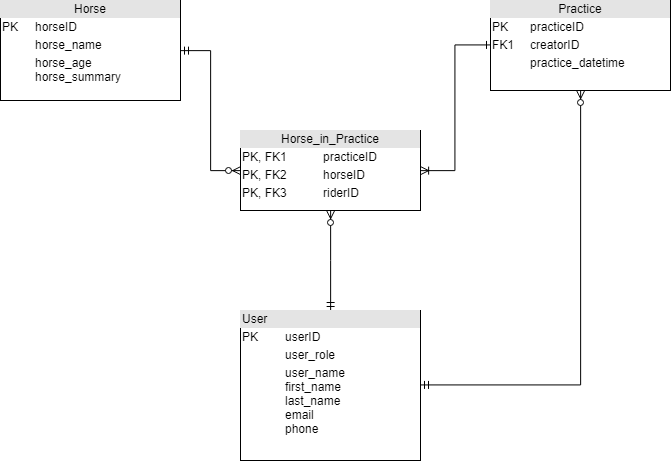 Horse
PK horseID
horse_name
horse_age
horse_summary
Practice
PK practiceID
FK1 creatorID
practice_datetime
Horse_in_Practice
PK, FK1 practiceID
PK, FK2 horseID
PK, FK3 riderID
User
PK userID
user_role
user_name
first_name
last_name
email
phone